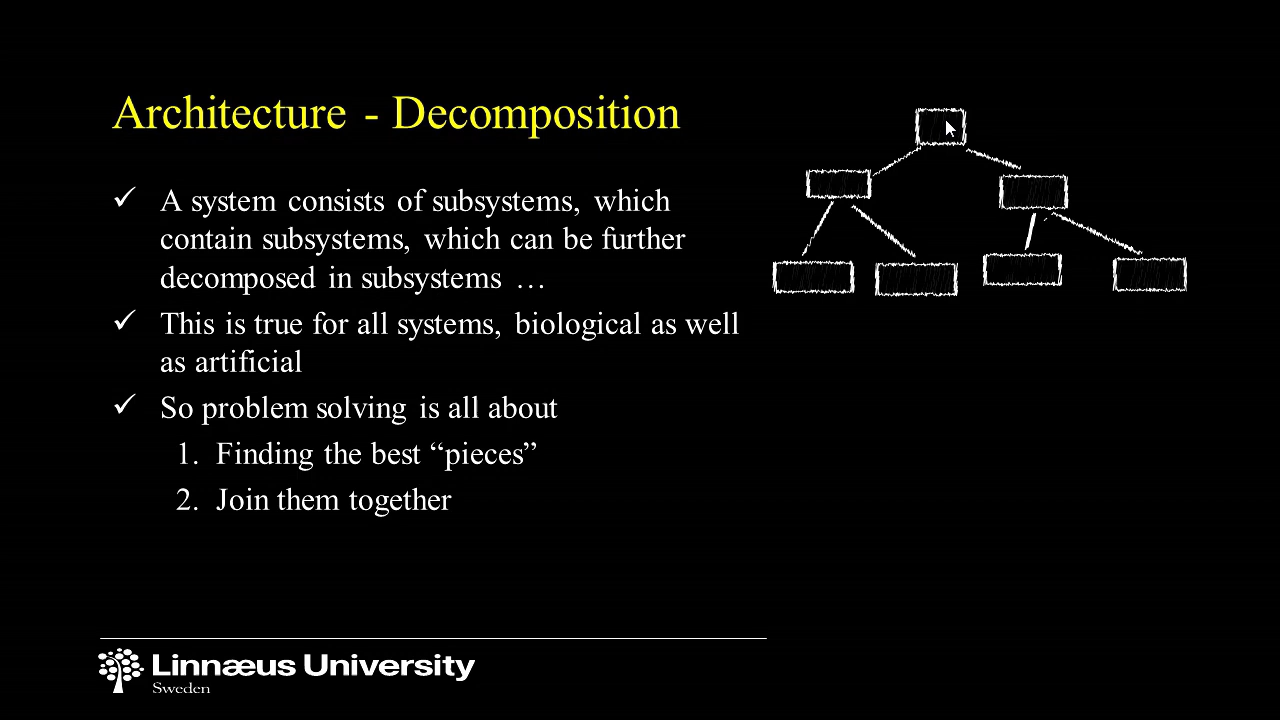 Architecture - Decomposition
✓ A system consists of subsystems, which
contain subsystems, which can be further
decomposed in subsystems …
✓ This is true for all systems, biological as well
as artificial
✓ So problem solving is all about
1. Finding the best “pieces”
2. Join them together
Linnæus University
Sweden